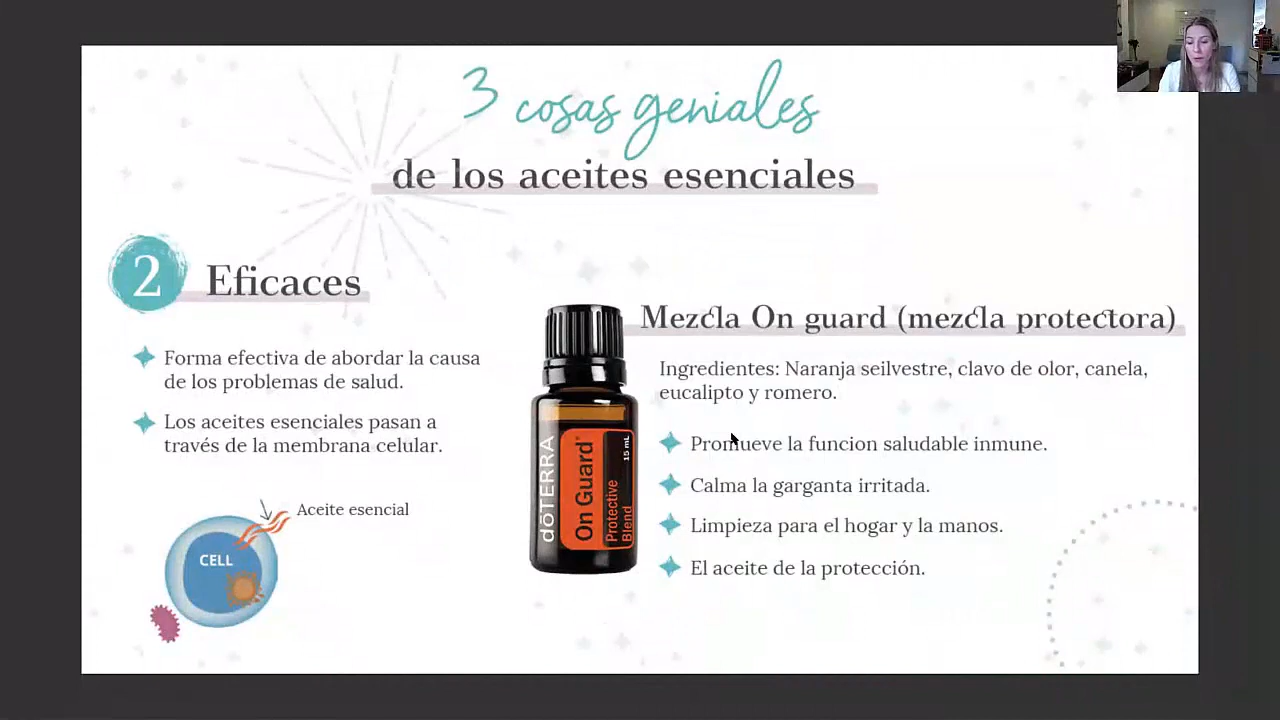 3 cosas geniales
de los aceites esenciales
2
Eficaces
Forma efectiva de abordar la causa
de los problemas de salud.
Los aceites esenciales pasan a
través de la membrana celular.
Aceite esencial
CELL
dōTERRA
On Guard®
Protective
Blend
15 mL
Mezcla On guard (mezcla protectora)
Ingredientes: Naranja seilvestre, clavo de olor, canela,
eucalipto y romero.
Promueve la funcion saludable inmune.
Calma la garganta irritada.
Limpieza para el hogar y la manos.
El aceite de la protección.